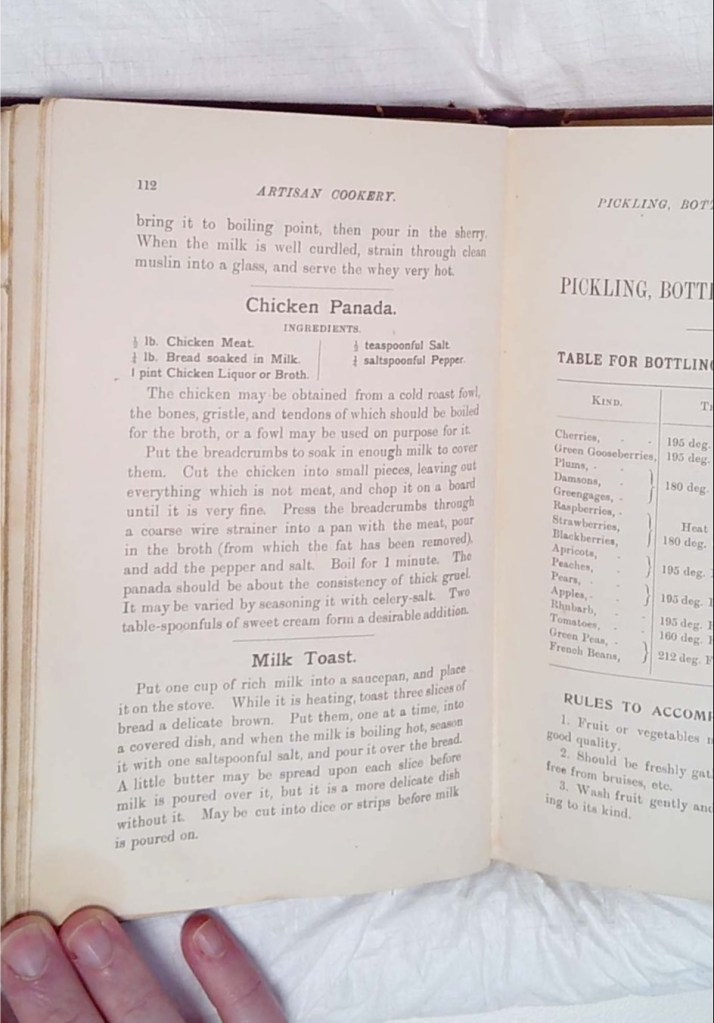 112
ARTISAN COOKERY.
bring it to boiling point, then pour in the sherry.
When the milk is well curdled, strain through clean
muslin into a glass, and serve the whey very hot.
Chicken Panada.
INGREDIENTS.
lb. Chicken Meat.
lb. Bread soaked in Milk.
1 pint Chicken Liquor or Broth.
teaspoonful Salt.
saltspoonful Pepper.
The chicken may be obtained from a cold roast fowl,
the bones, gristle, and tendons of which should be boiled
for the broth, or a fowl may be used on purpose for it.
Put the breadcrumbs to soak in enough milk to cover
them. Cut the chicken into small pieces, leaving out
everything which is not meat, and chop it on a board
until it is very fine. Press the breadcrumbs through
a coarse wire strainer into a pan with the meat, pour
in the broth (from which the fat has been removed),
and add the pepper and salt. Boil for 1 minute. The
panada should be about the consistency of thick gruel.
It may be varied by seasoning it with celery-salt. Two
table-spoonfuls of sweet cream form a desirable addition.
Milk Toast.
Put one cup of rich milk into a saucepan, and place
it on the stove. While it is heating, toast three slices of
bread a delicate brown. Put them, one at a time, into
a covered dish, and when the milk is boiling hot, season
it with one saltspoonful salt, and pour it over the bread.
A little butter may be spread upon each slice before
milk is poured over it, but it is a more delicate dish
without it. May be cut into dice or strips before milk
is poured on.
PICKLING, BOTT
PICKLING, BOTTI
TABLE FOR BOTTLING
KIND.
Cherries, 195 deg.
Green Gooseberries, 195 deg.
Plums,
Damsons, 180 deg.
Greengages,
Raspberries,
Strawberries, Heat
Blackberries, 180 deg.
Apricots,
Peaches, 195 deg.
Pears,
Apples, 195 deg. F
Rhubarb, 195 deg. F
Tomatoes, 160 deg. F
Green Peas,
French Beans, 212 deg. F
RULES TO ACCOMP
1. Fruit or vegetables
good quality.
2. Should be freshly gat
free from bruises, etc.
3. Wash fruit gently and
ing to its kind.